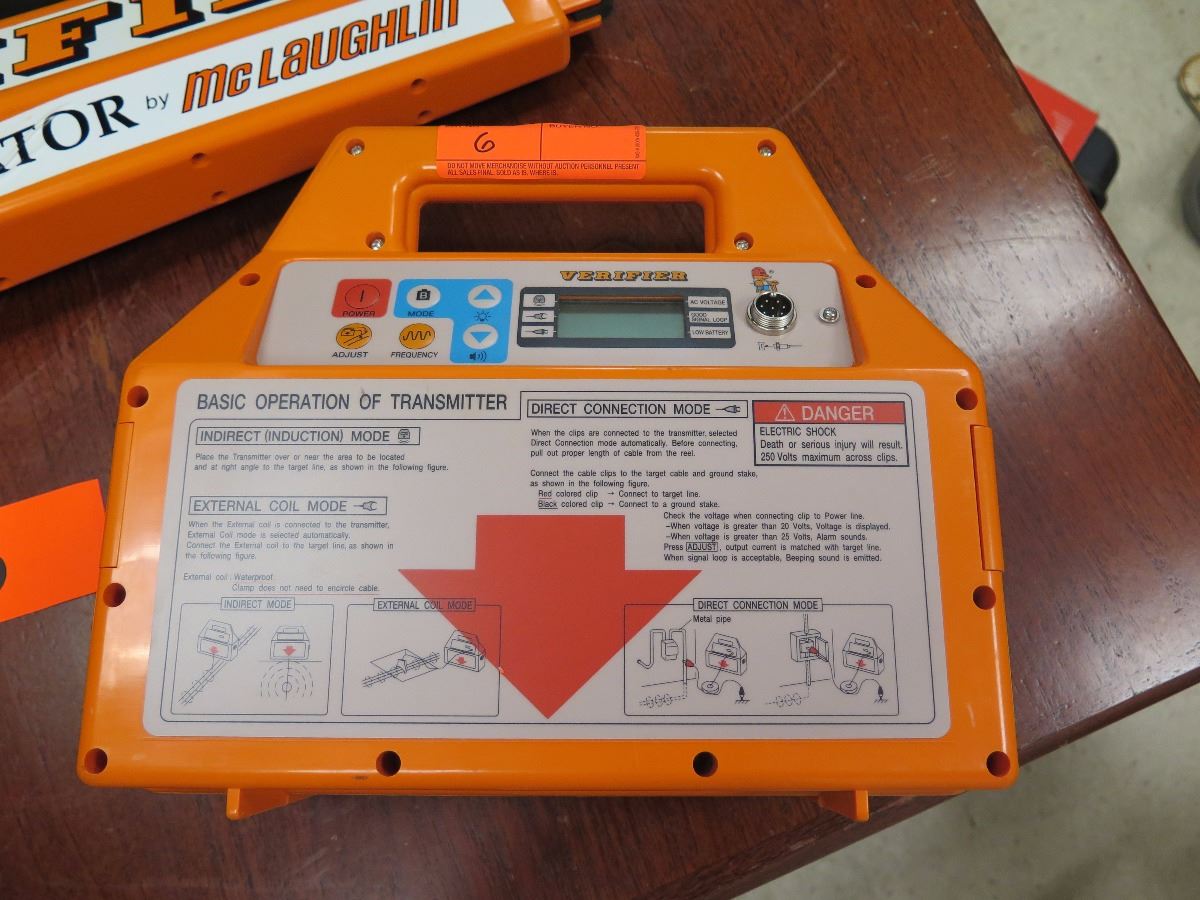 McLAUGHLIN
TOR by
6
DO NOT MOVE MERCHANDISE WITHOUT AUCTION PERSONNEL PRESENT
ALL SALES FINAL. SOLD AS IS, WHERE IS.
VERIFIER
POWER
MODE
ADJUST
FREQUENCY
AC VOLTAGE
GOOD
SIGNAL LOOP
LOW BATTERY
BASIC OPERATION OF TRANSMITTER
INDIRECT (INDUCTION) MODE
Place the Transmitter over or near the area to be located
and at right angle to the target line, as shown in the following figure.
EXTERNAL COIL MODE
When the External coil is connected to the transmitter,
External Coil mode is selected automatically.
Connect the External coil to the target line, as shown in
the following figure.
External coil : Waterproof.
Clamp does not need to encircle cable.
DIRECT CONNECTION MODE
When the clips are connected to the transmitter, selected
Direct Connection mode automatically. Before connecting,
pull out proper length of cable from the reel.
Connect the cable clips to the target cable and ground stake,
as shown in the following figure.
Red colored clip → Connect to target line.
Black colored clip → Connect to a ground stake.
DANGER
ELECTRIC SHOCK
Death or serious injury will result.
250 Volts maximum across clips.
Check the voltage when connecting clip to Power line.
-When voltage is greater than 20 Volts, Voltage is displayed.
-When voltage is greater than 25 Volts, Alarm sounds.
Press ADJUST, output current is matched with target line.
When signal loop is acceptable, Beeping sound is emitted.
INDIRECT MODE
EXTERNAL COIL MODE
DIRECT CONNECTION MODE
Metal pipe